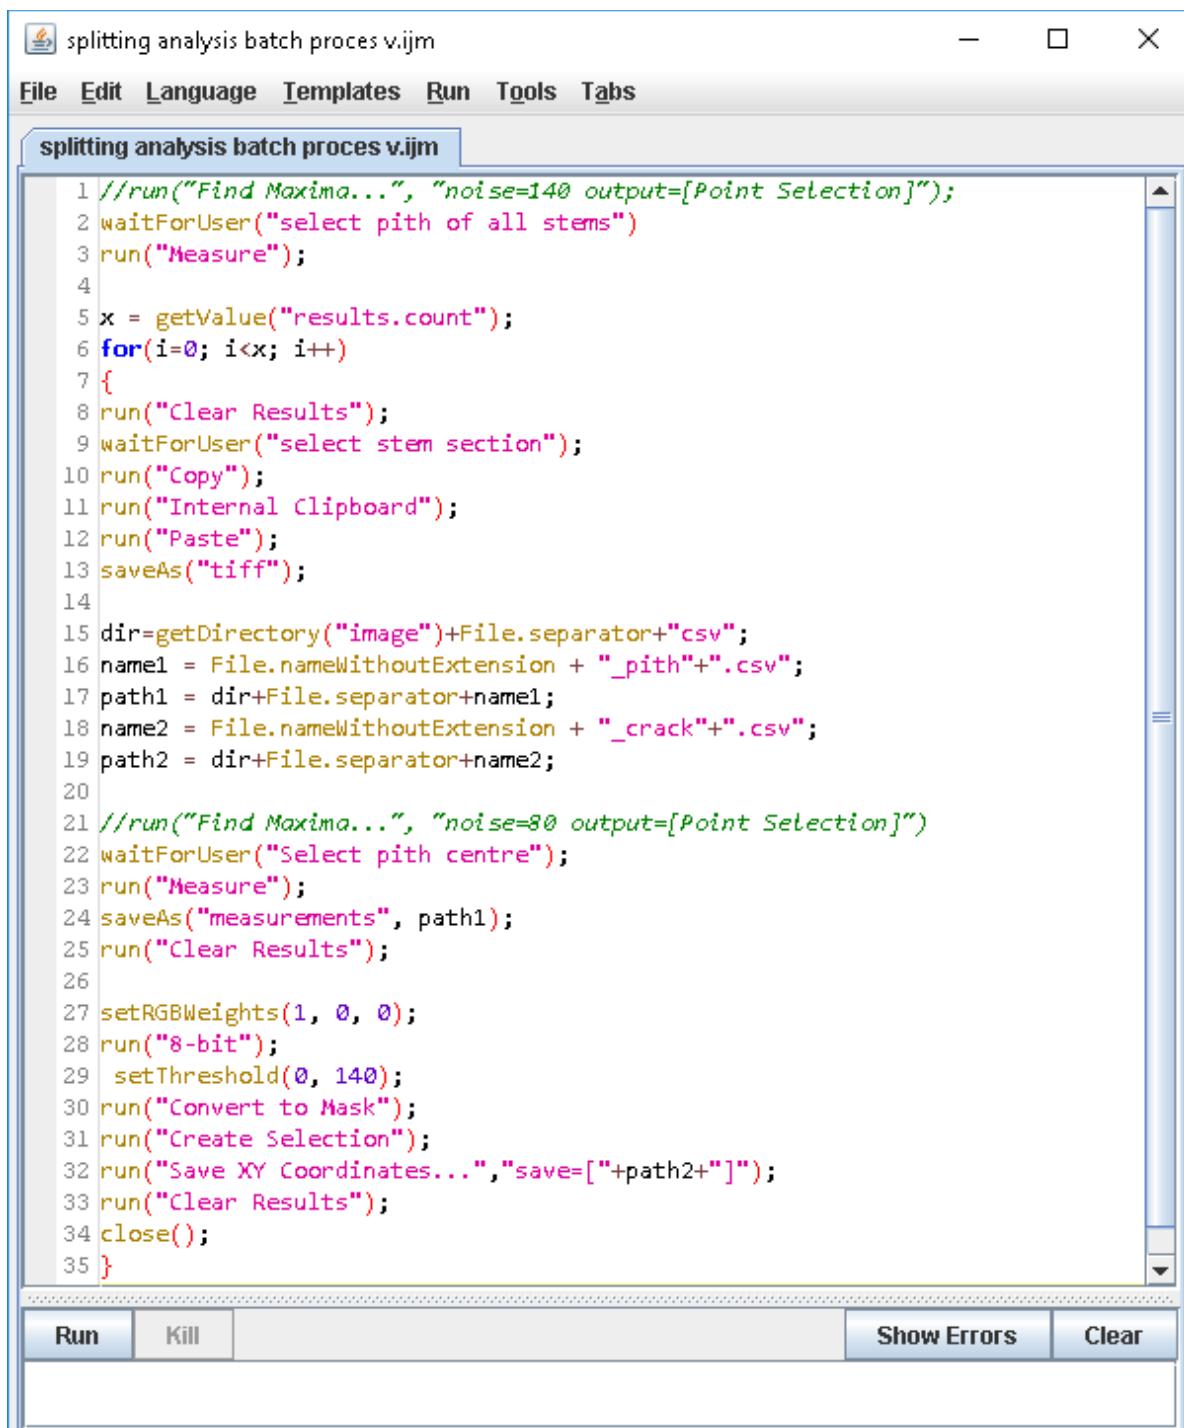 splitting analysis batch proces v.ijm
File Edit Language Templates Run Tools Tabs
splitting analysis batch proces v.ijm
1 //run("Find Maxima...", "noise=140 output=[Point Selection]");
2 waitForUser("select pith of all stems")
3 run("Measure");
4
5 x = getValue("results.count");
6 for(i=0; i<x; i++)
7 {
8 run("Clear Results");
9 waitForUser("select stem section");
10 run("Copy");
11 run("Internal Clipboard");
12 run("Paste");
13 saveAs("tiff");
14
15 dir=getDirectory("image")+File.separator+"csv";
16 name1 = File.nameWithoutExtension + "_pith"+".csv";
17 path1 = dir+File.separator+name1;
18 name2 = File.nameWithoutExtension + "_crack"+".csv";
19 path2 = dir+File.separator+name2;
20
21 //run("Find Maxima...", "noise=80 output=[Point Selection]")
22 waitForUser("Select pith centre");
23 run("Measure");
24 saveAs("measurements", path1);
25 run("Clear Results");
26
27 setRGBWeights(1, 0, 0);
28 run("8-bit");
29  setThreshold(0, 140);
30 run("Convert to Mask");
31 run("Create Selection");
32 run("Save XY Coordinates...","save=["+path2+"]");
33 run("Clear Results");
34 close();
35 }
Run Kill Show Errors Clear